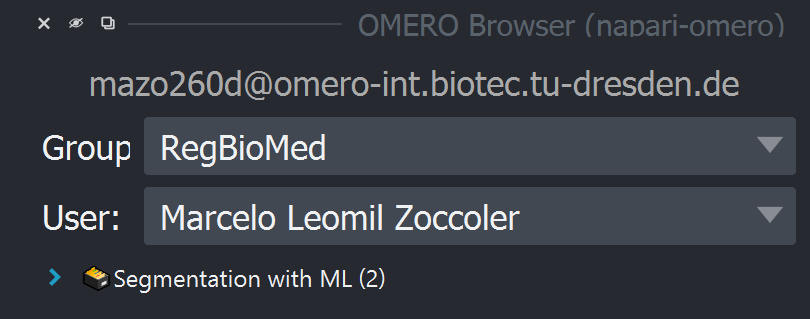 OMERO Browser (napari-omero)
mazo260d@omero-int.biotec.tu-dresden.de
Group RegBioMed
User: Marcelo Leomil Zoccoler
Segmentation with ML (2)